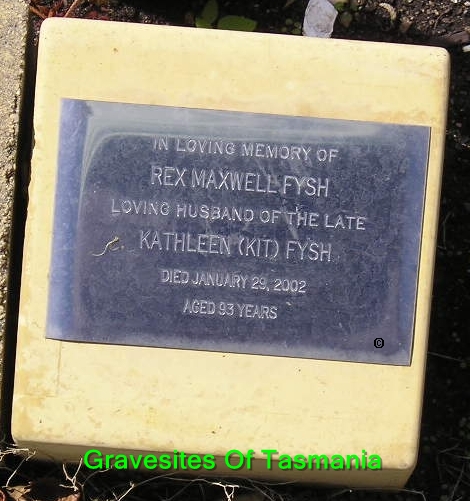 IN LOVING MEMORY OF
REX MAXWELL FYSH
LOVING HUSBAND OF THE LATE
KATHLEEN (KIT) FYSH
DIED JANUARY 29, 2002
AGED 93 YEARS
©
Gravesites Of Tasmania